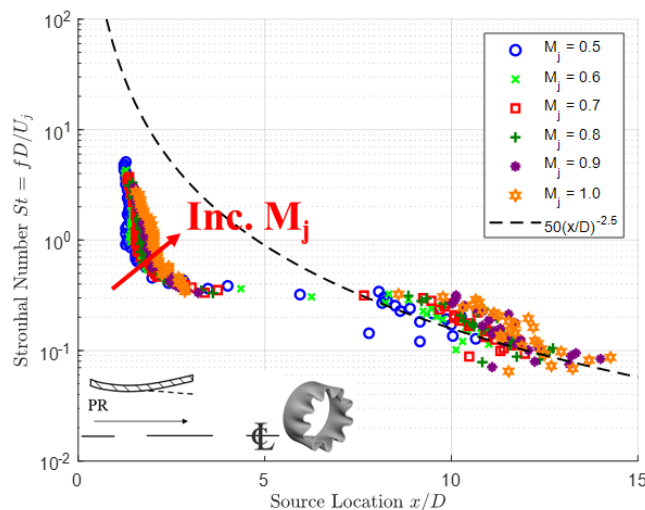 10^2
10^1
10^0
10^-1
10^-2
Strouhal Number St = fD/U_j
M_j = 0.5
M_j = 0.6
M_j = 0.7
M_j = 0.8
M_j = 0.9
M_j = 1.0
50(x/D)^-2.5
Inc. M_j
PR
℄
0 5 10 15
Source Location x/D